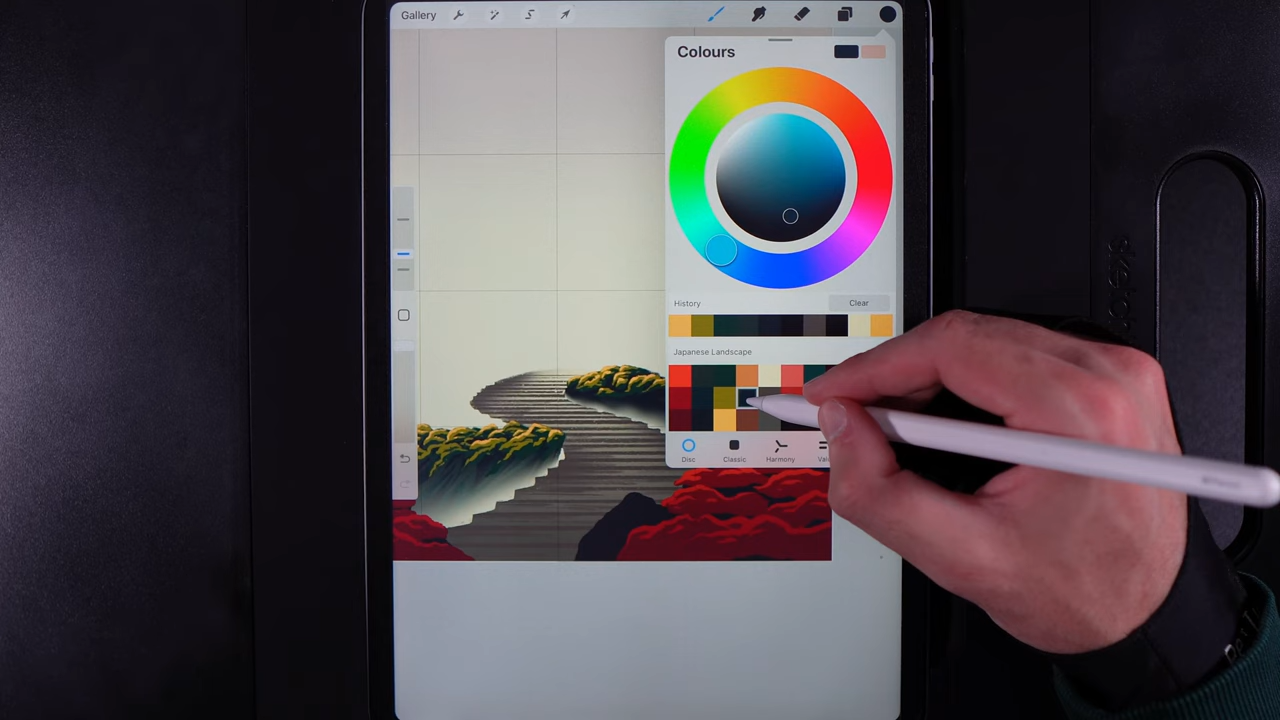 Gallery
Colours
History
Clear
Japanese Landscape
Disc
Classic
Harmony